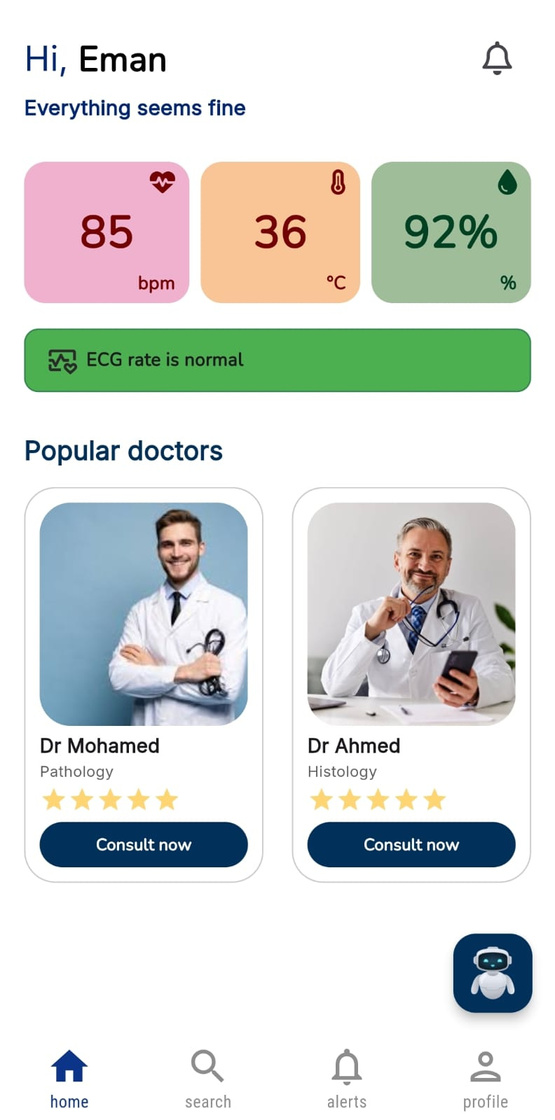 Hi, Eman
Everything seems fine
85
bpm
36
°C
92%
%
ECG rate is normal
Popular doctors
Dr Mohamed
Pathology
Consult now
Dr Ahmed
Histology
Consult now
home
search
alerts
profile